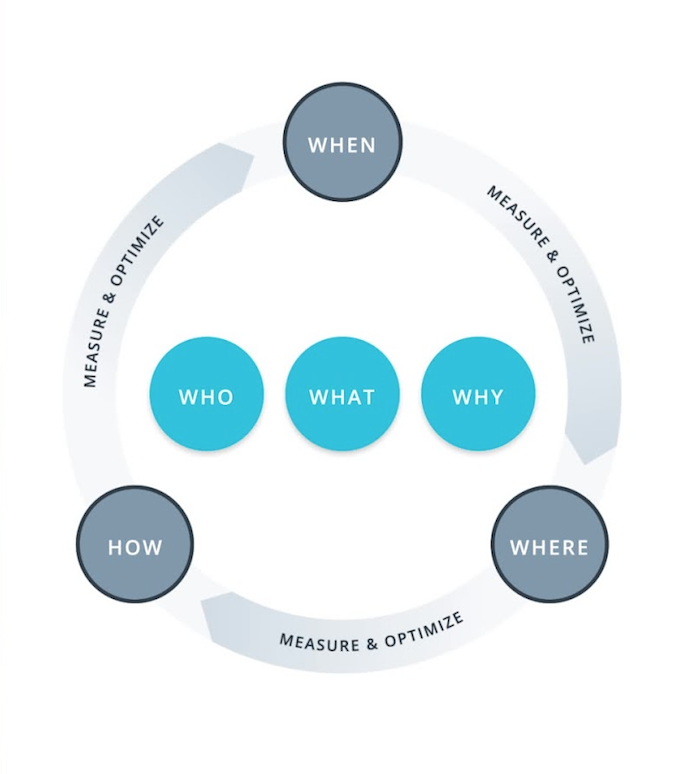 WHEN
MEASURE & OPTIMIZE
MEASURE & OPTIMIZE
WHO
WHAT
WHY
HOW
WHERE
MEASURE & OPTIMIZE